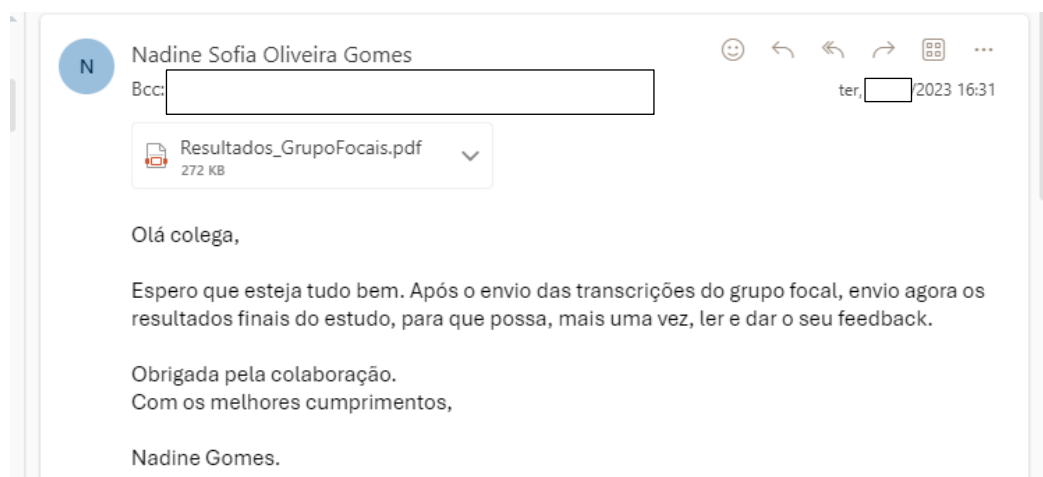 N
Nadine Sofia Oliveira Gomes
Bcc:
ter, /2023 16:31
Resultados_GrupoFocais.pdf
272 KB
Olá colega,
Espero que esteja tudo bem. Após o envio das transcrições do grupo focal, envio agora os
resultados finais do estudo, para que possa, mais uma vez, ler e dar o seu feedback.
Obrigada pela colaboração.
Com os melhores cumprimentos,
Nadine Gomes.